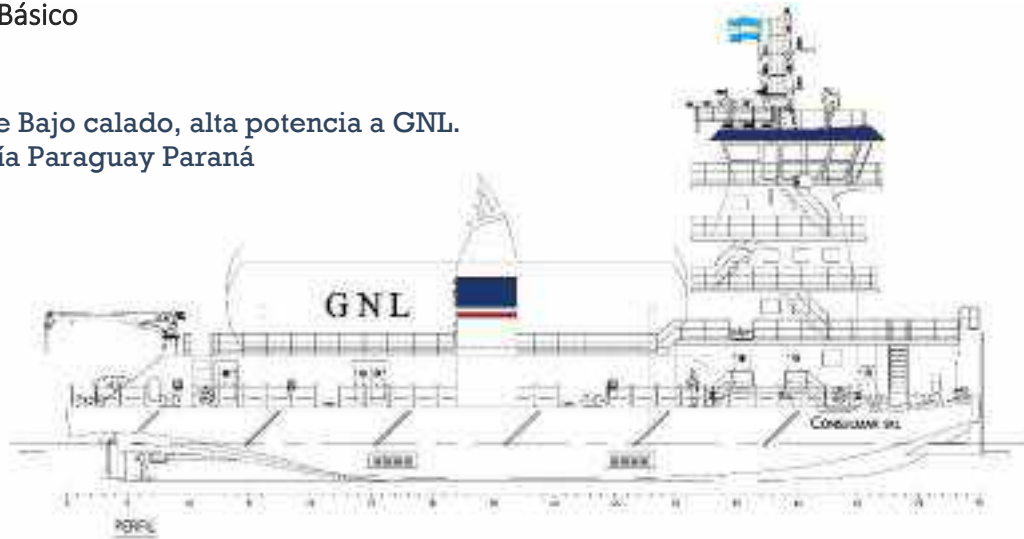 Básico
e Bajo calado, alta potencia a GNL.
ía Paraguay Paraná
GNL
CONSULMAR SRL
PERFIL